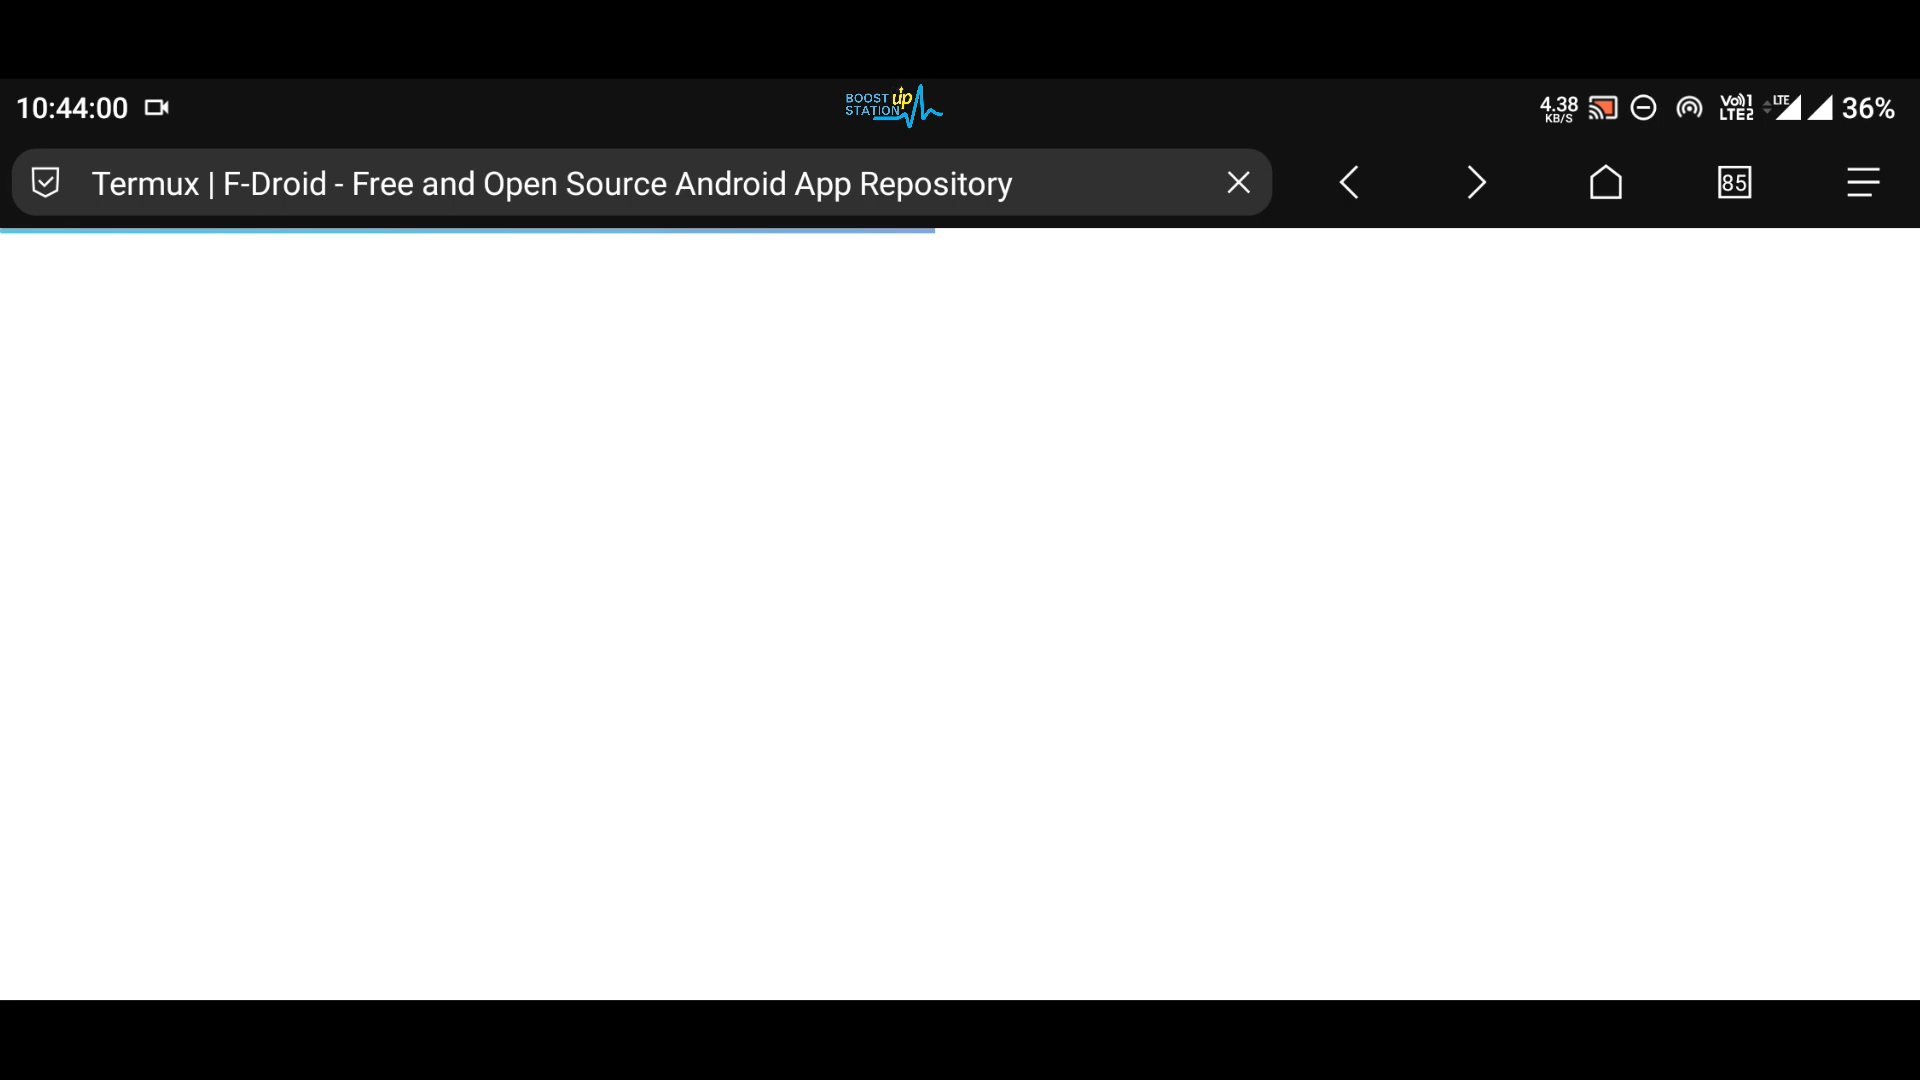 10:44:00
BOOST up
STATION
4.38
KB/S
Vo))1
LTE2
LTE
36%
Termux | F-Droid - Free and Open Source Android App Repository
85